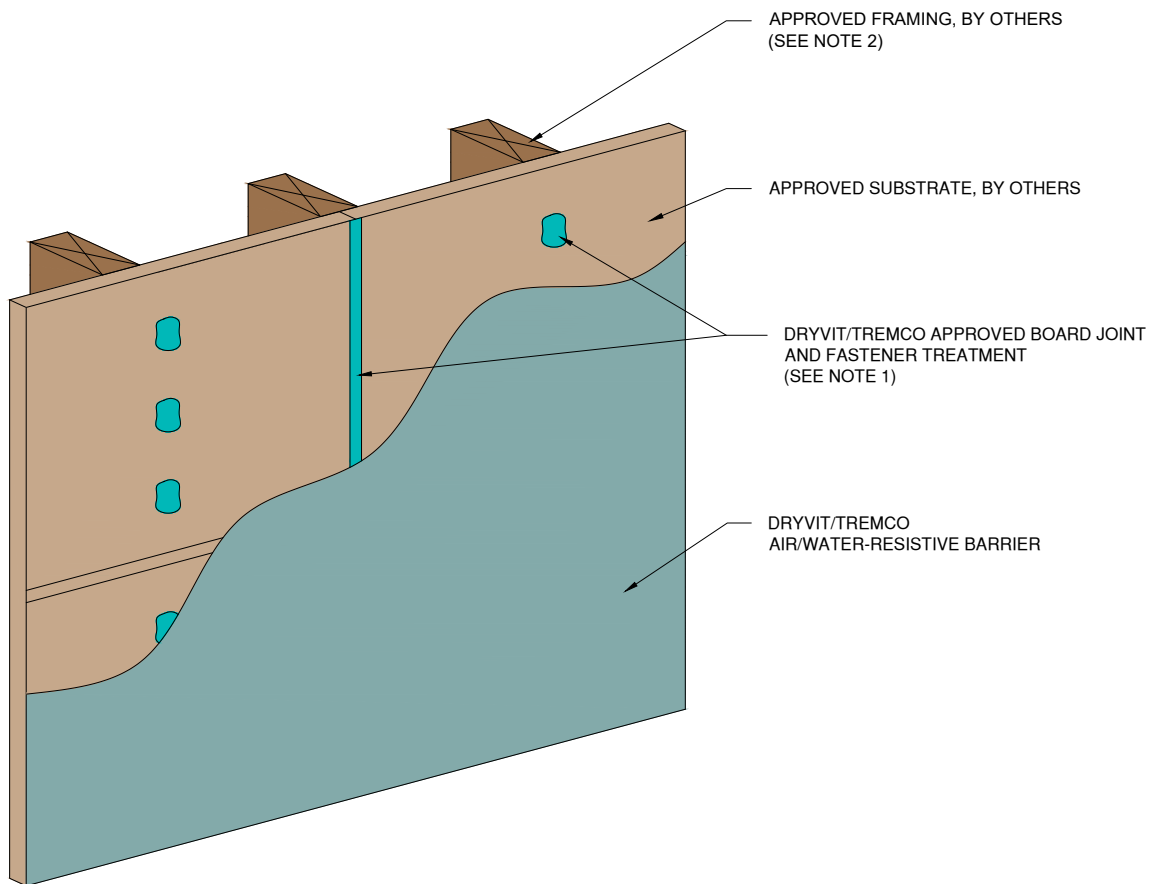 APPROVED FRAMING, BY OTHERS
(SEE NOTE 2)
APPROVED SUBSTRATE, BY OTHERS
DRYVIT/TREMCO APPROVED BOARD JOINT
AND FASTENER TREATMENT
(SEE NOTE 1)
DRYVIT/TREMCO
AIR/WATER-RESISTIVE BARRIER